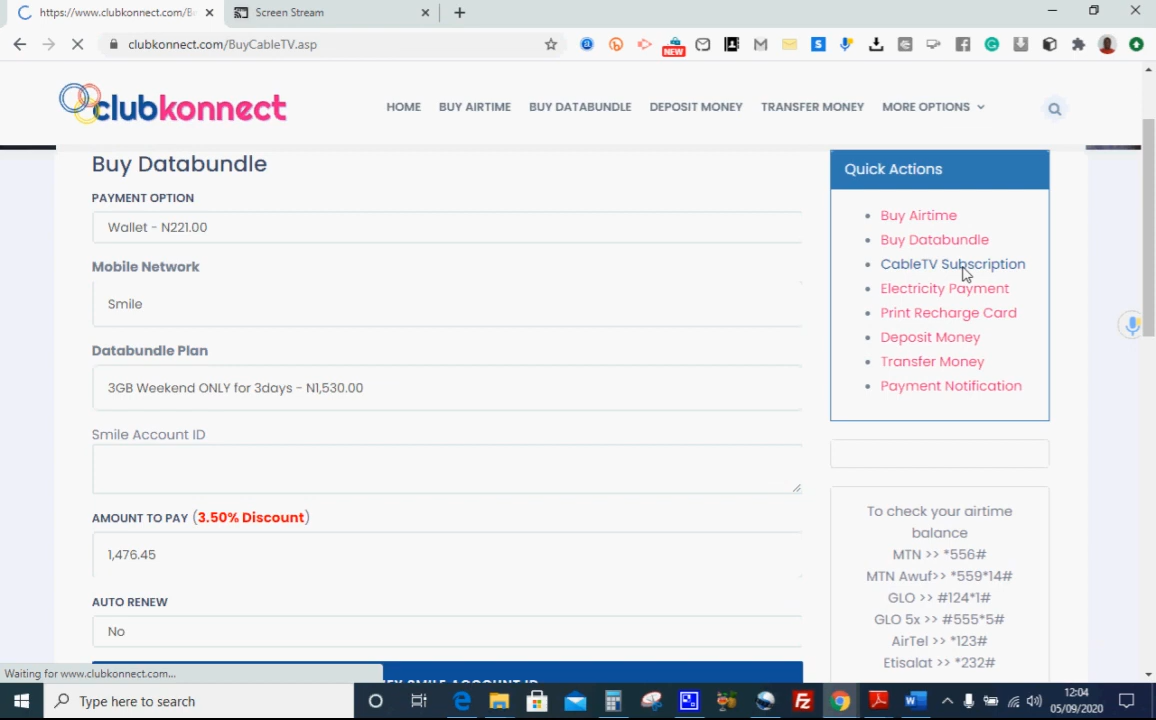 https://www.clubkonnect.com/B
Screen Stream
clubkonnect.com/BuyCableTV.asp
NEW
clubkonnect
HOME
BUY AIRTIME
BUY DATABUNDLE
DEPOSIT MONEY
TRANSFER MONEY
MORE OPTIONS
Buy Databundle
PAYMENT OPTION
Wallet - N221.00
Mobile Network
Smile
Databundle Plan
3GB Weekend ONLY for 3days - N1,530.00
Smile Account ID
AMOUNT TO PAY (3.50% Discount)
1,476.45
AUTO RENEW
No
SMILE ACCOUNT ID
Quick Actions
Buy Airtime
Buy Databundle
CableTV Subscription
Electricity Payment
Print Recharge Card
Deposit Money
Transfer Money
Payment Notification
To check your airtime
balance
MTN >> *556#
MTN Awuf>> *559*14#
GLO >> #124*1#
GLO 5x >> #555*5#
AirTel >> *123#
Etisalat >> *232#
Waiting for www.clubkonnect.com...
Type here to search
12:04
05/09/2020